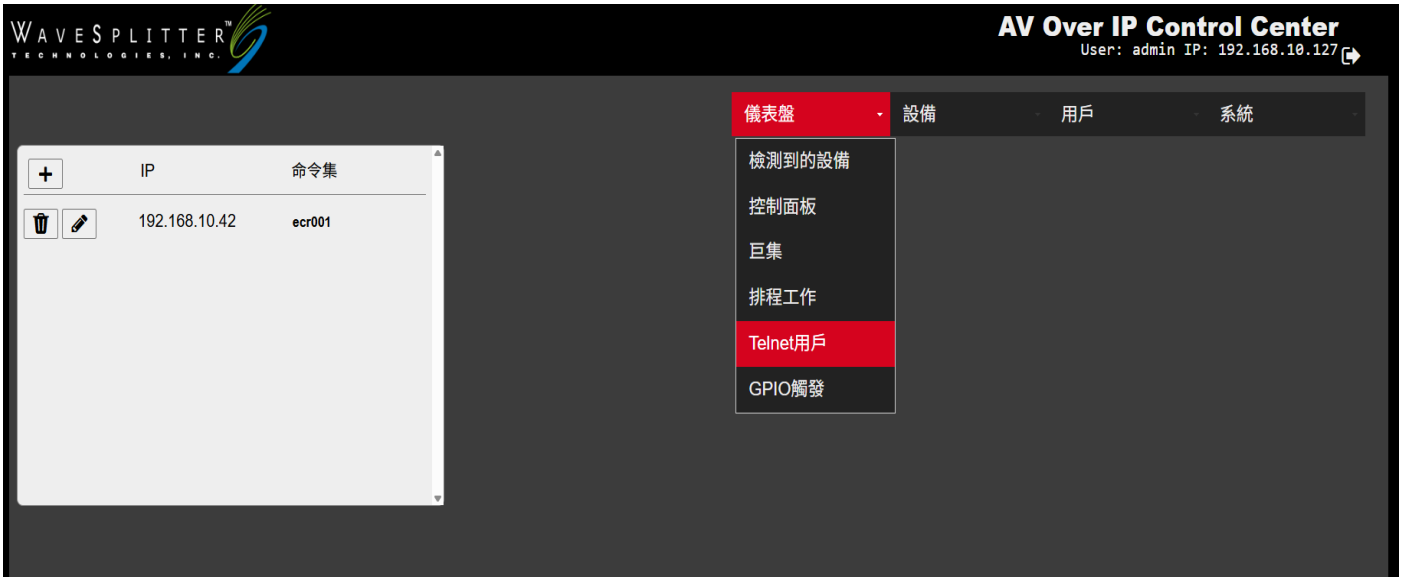 WAVESPLITTER™
TECHNOLOGIES, INC.
AV Over IP Control Center
User: admin IP: 192.168.10.127
儀表盤 設備 用戶 系統
檢測到的設備
控制面板
巨集
排程工作
Telnet用戶
GPIO觸發
IP 命令集
192.168.10.42 ecr001